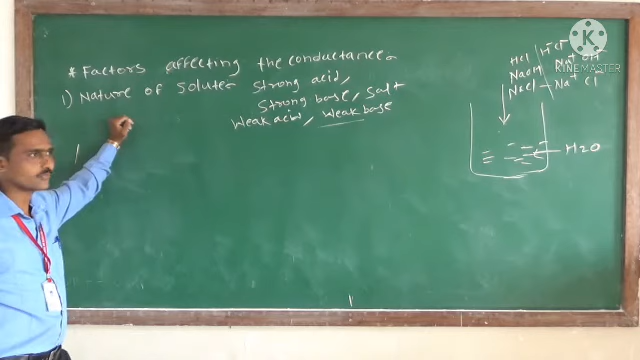 * Factors affecting the conductance-
1) Nature of solute- strong acid,
strong base, salt
weak acid, weak base
HCl / H+ Cl-
NaOH Na+ OH-
NaCl - Na+ Cl-
H2O
KINEMASTER